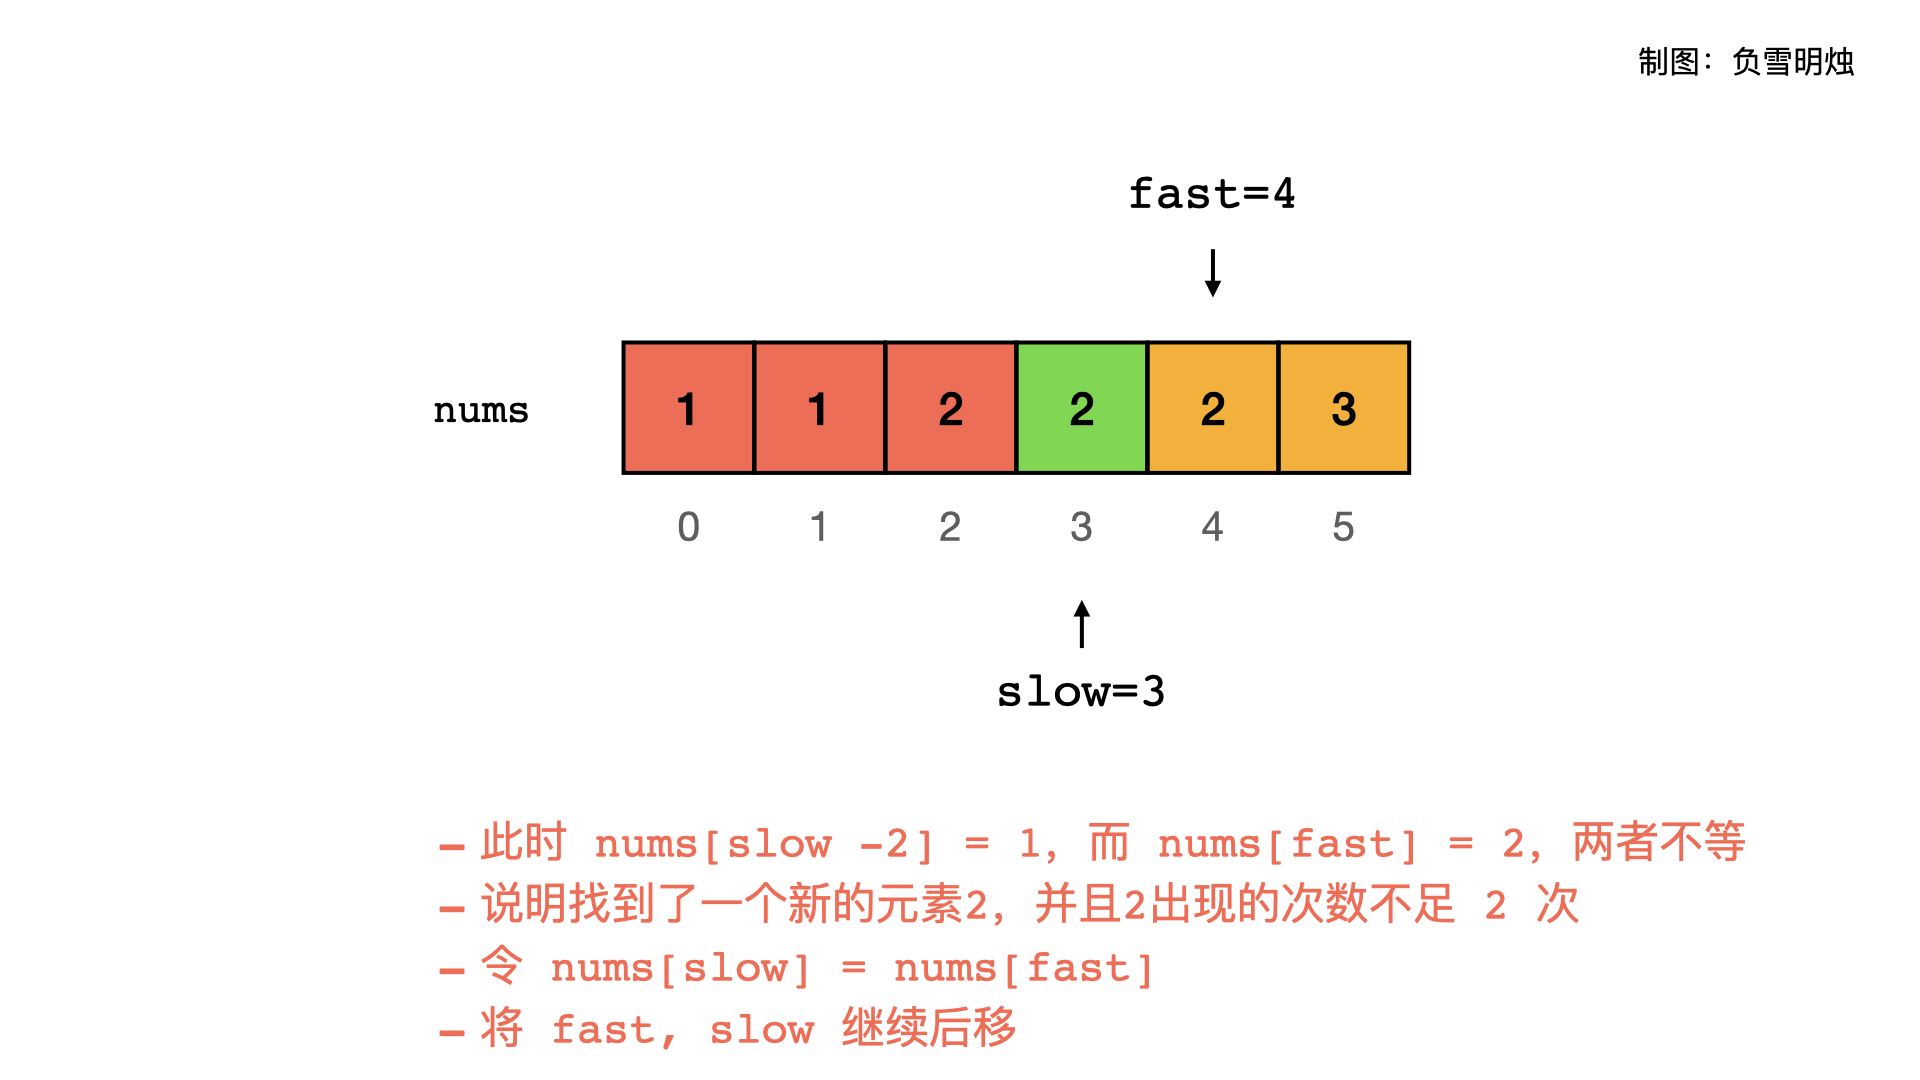 制图：负雪明烛
fast=4
nums 1 1 2 2 2 3
0 1 2 3 4 5
slow=3
- 此时 nums[slow -2] = 1, 而 nums[fast] = 2, 两者不等
- 说明找到了一个新的元素2, 并且2出现的次数不足 2 次
- 令 nums[slow] = nums[fast]
- 将 fast, slow 继续后移